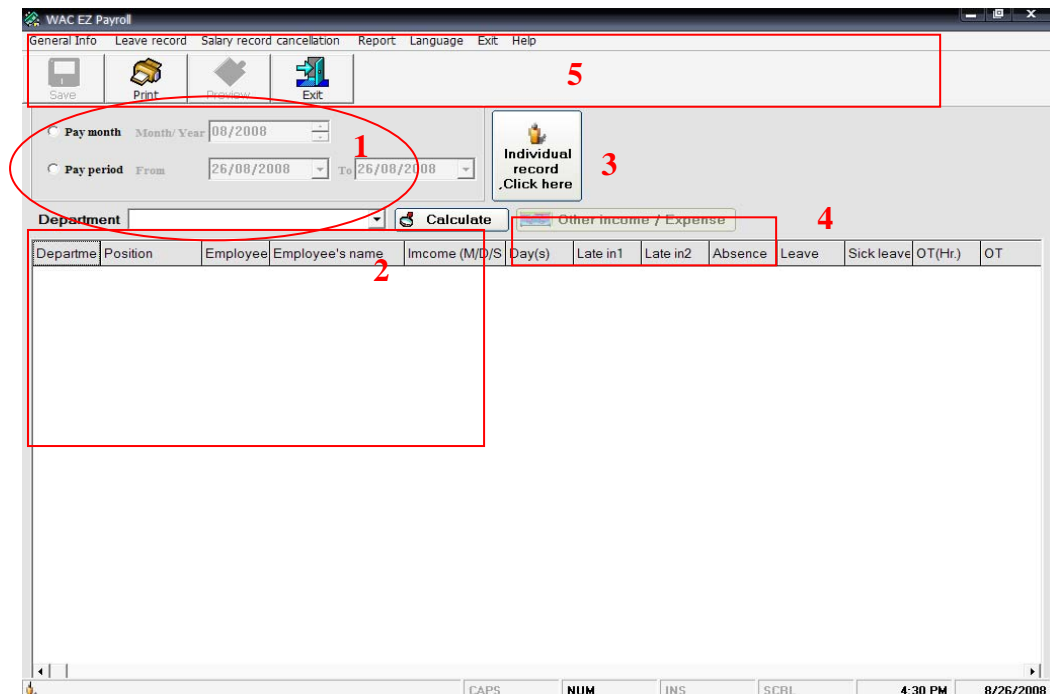 WAC EZ Payroll
General Info Leave record Salary record cancellation Report Language Exit Help
5
Save Print Preview Exit
Pay month Month/Year 08/2008
1
Pay period From 26/08/2008 To 26/08/2008
Individual
record
,Click here
3
Department Calculate Other Income / Expense
4
Departme Position Employee Employee's name Imcome (M/D/S Day(s) Late in1 Late in2 Absence Leave Sick leave OT(Hr.) OT
2
CAPS NUM INS SCRL 4:30 PM 8/26/2008